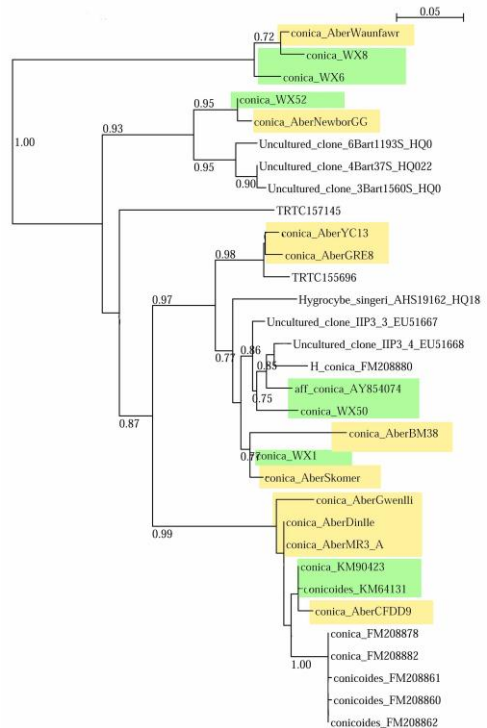 0.05
conica_AberWaunfawr
0.72
conica_WX8
conica_WX6
conica_WX52
0.95
conica_AberNewborGG
0.93
1.00
Uncultured_clone_6Bart1193S_HQ0
0.95
Uncultured_clone_4Bart37S_HQ022
0.90
Uncultured_clone_3Bart1560S_HQ0
TRTC157145
conica_AberYC13
0.98
conica_AberGRE8
TRTC155696
0.97
Hygrocybe_singeri_AHS19162_HQ18
Uncultured_clone_IIP3_3_EU51667
Uncultured_clone_IIP3_4_EU51668
0.86
0.77
0.85
H_conica_FM208880
aff_conica_AY854074
0.75
conica_WX50
0.87
conica_AberBM38
0.77
conica_WX1
conica_AberSkomer
conica_AberGwenlli
conica_AberDinlle
0.99
conica_AberMR3_A
conica_KM90423
conicoides_KM64131
conica_AberCFDD9
conica_FM208878
conica_FM208882
1.00
conicoides_FM208861
conicoides_FM208860
conicoides_FM208862